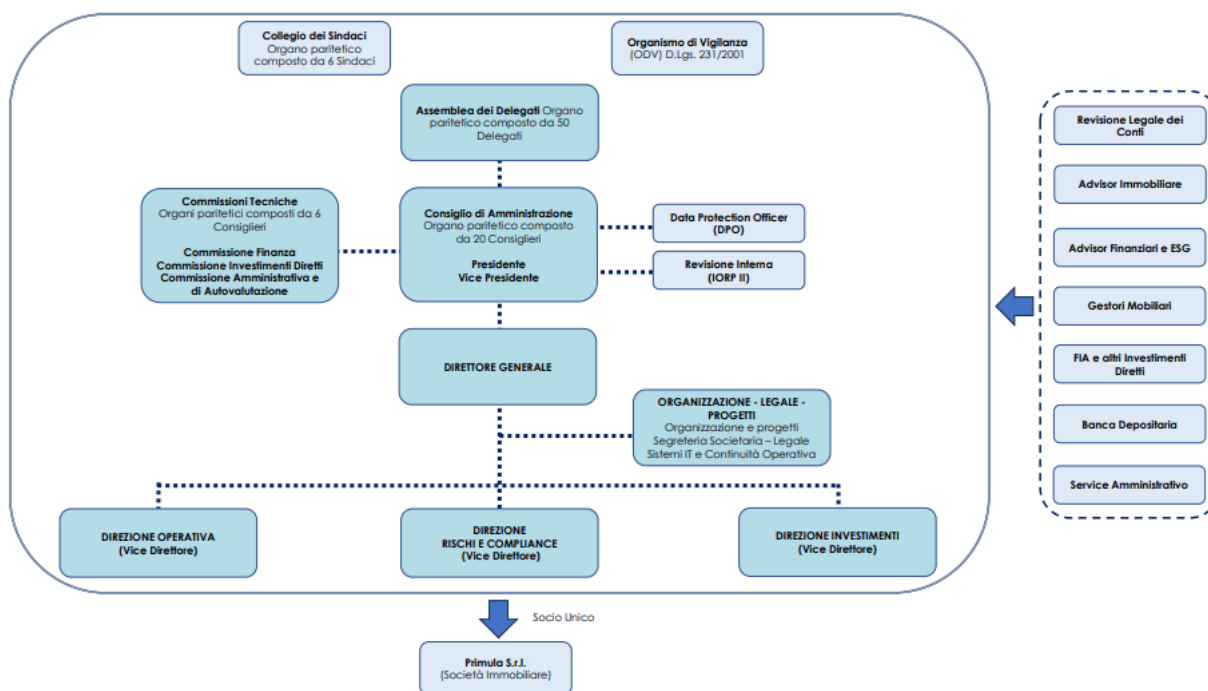 Collegio dei Sindaci
Organo paritetico
composto da 6 Sindaci
Organismo di Vigilanza
(ODV) D.Lgs. 231/2001
Assemblea dei Delegati Organo
paritetico composto da 50
Delegati
Commissioni Tecniche
Organi paritetici composti da 6
Consiglieri
Commissione Finanza
Commissione Investimenti Diretti
Commissione Amministrativa e
di Autovalutazione
Consiglio di Amministrazione
Organo paritetico composto
da 20 Consiglieri
Presidente
Vice Presidente
Data Protection Officer
(DPO)
Revisione Interna
(IORP II)
DIRETTORE GENERALE
ORGANIZZAZIONE - LEGALE -
PROGETTI
Organizzazione e progetti
Segreteria Societaria – Legale
Sistemi IT e Continuità Operativa
DIREZIONE OPERATIVA
(Vice Direttore)
DIREZIONE
RISCHI E COMPLIANCE
(Vice Direttore)
DIREZIONE INVESTIMENTI
(Vice Direttore)
Socio Unico
Primula S.r.l.
(Società Immobiliare)
Revisione Legale dei
Conti
Advisor Immobiliare
Advisor Finanziari e ESG
Gestori Mobiliari
FIA e altri Investimenti
Diretti
Banca Depositaria
Service Amministrativo